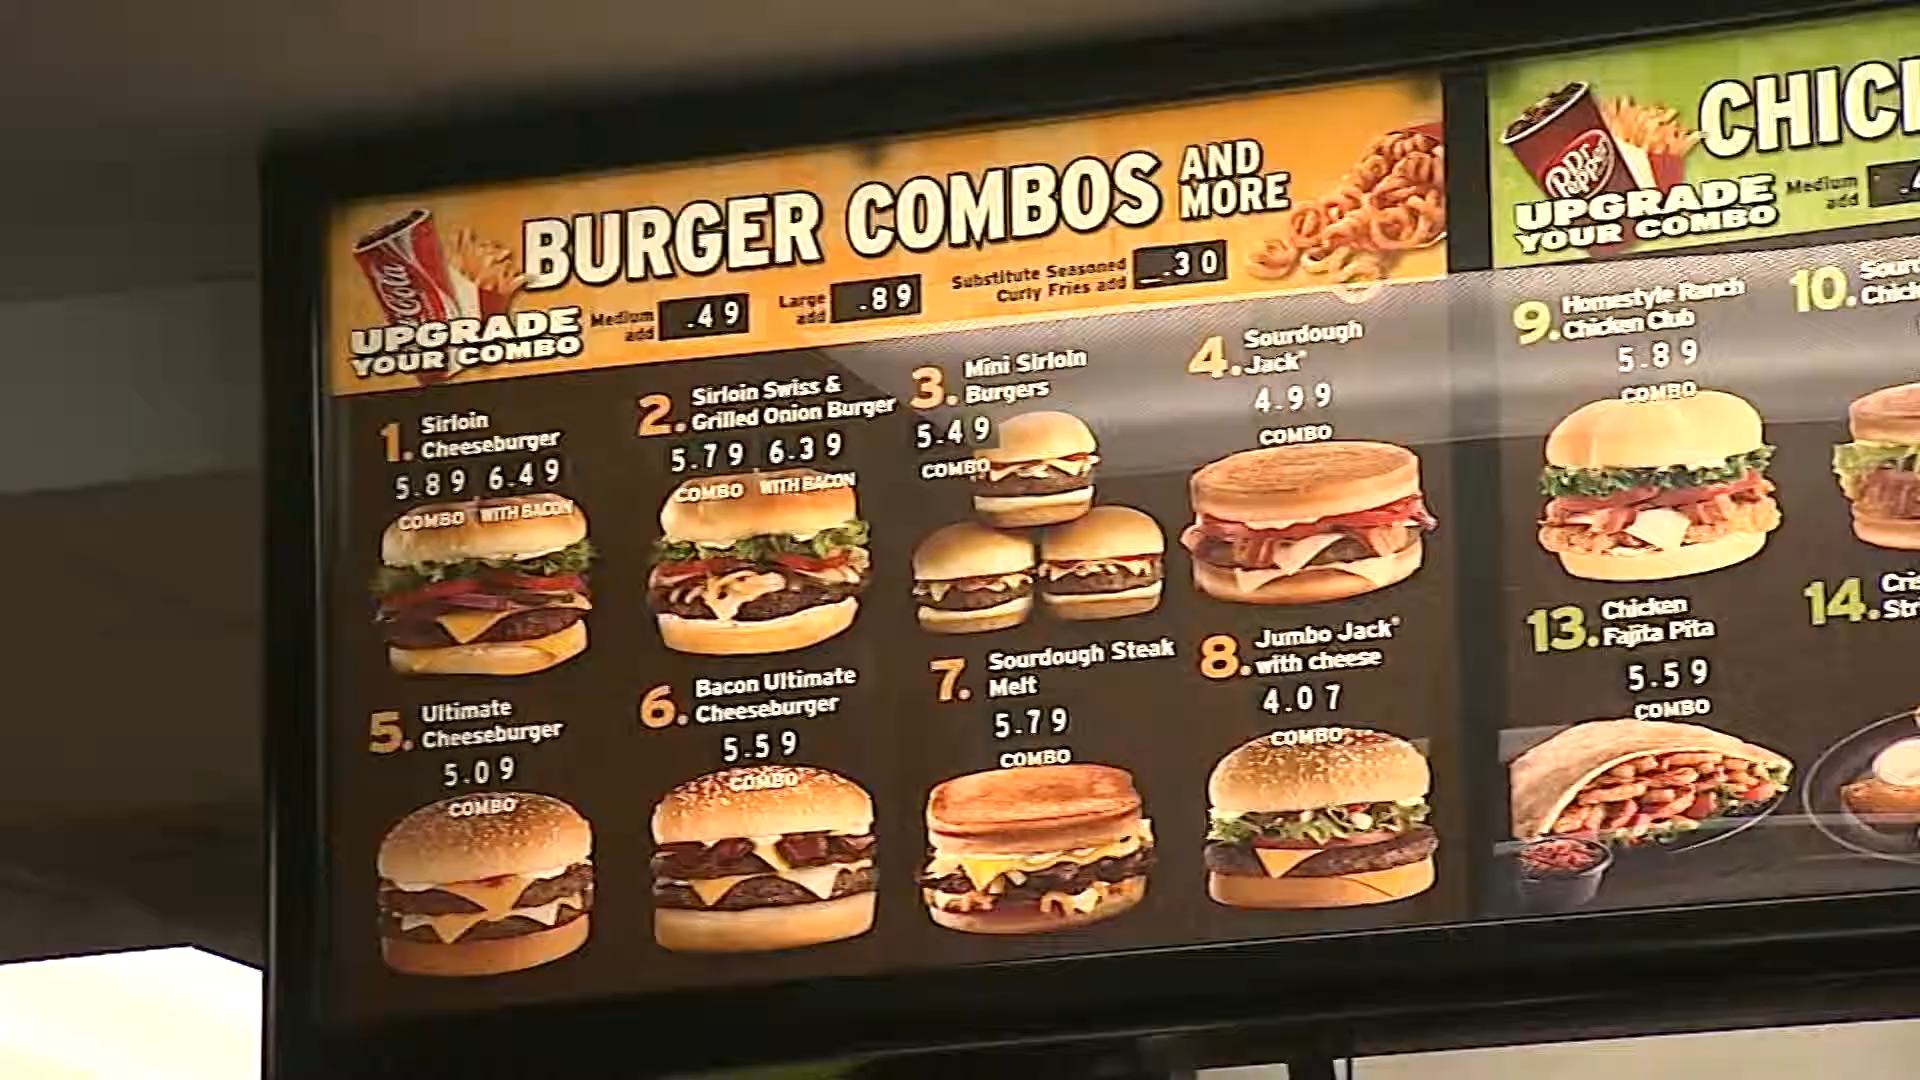 BURGER COMBOS AND MORE
Coca-Cola
UPGRADE
YOUR COMBO
Medium add .49
Large add .89
Substitute Seasoned
Curly Fries add .30
1. Sirloin
Cheeseburger
5.89 6.49
COMBO WITH BACON
2. Sirloin Swiss &
Grilled Onion Burger
5.79 6.39
COMBO WITH BACON
3. Mini Sirloin
Burgers
5.49
COMBO
4. Sourdough
Jack®
4.99
COMBO
5. Ultimate
Cheeseburger
5.09
COMBO
6. Bacon Ultimate
Cheeseburger
5.59
COMBO
7. Sourdough Steak
Melt
5.79
COMBO
8. Jumbo Jack®
with cheese
4.07
COMBO
Dr Pepper
UPGRADE
YOUR COMBO
Medium
add
9. Homestyle Ranch
Chicken Club
5.89
COMBO
10.
13. Chicken
Fajita Pita
5.59
COMBO
14.